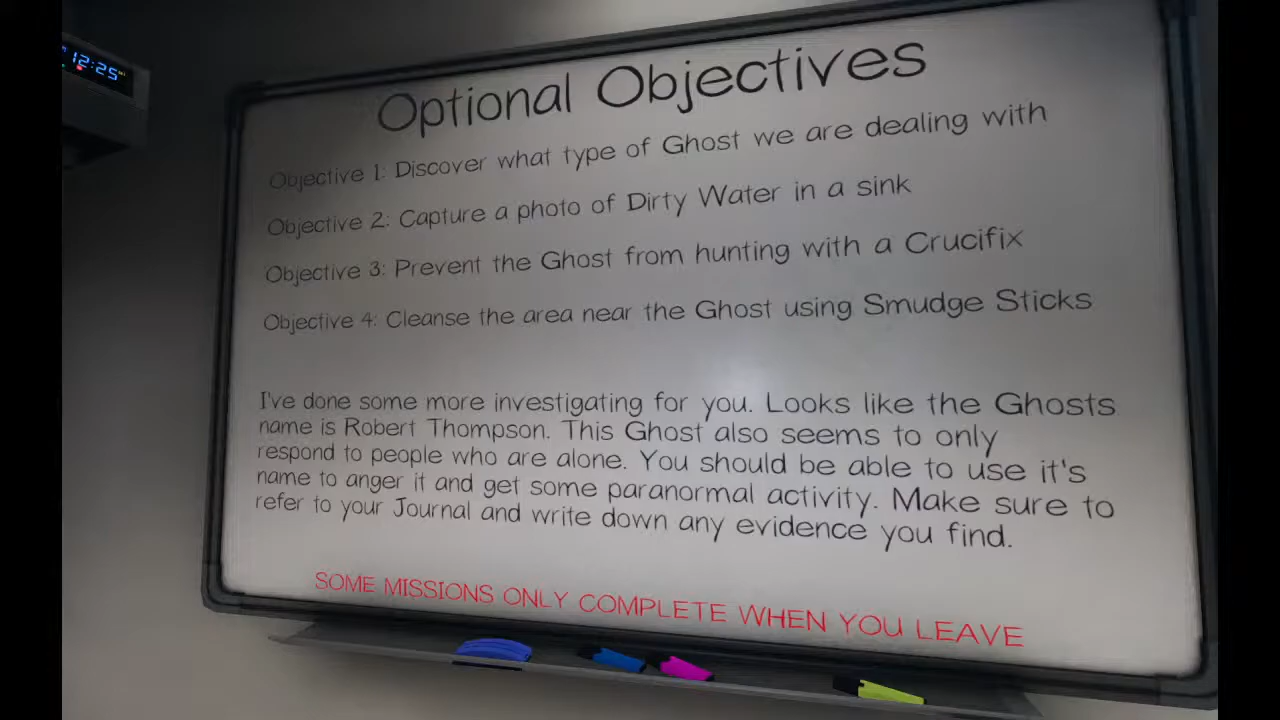 12:25
Optional Objectives
Objective 1: Discover what type of Ghost we are dealing with
Objective 2: Capture a photo of Dirty Water in a sink
Objective 3: Prevent the Ghost from hunting with a Crucifix
Objective 4: Cleanse the area near the Ghost using Smudge Sticks
I've done some more investigating for you. Looks like the Ghosts
name is Robert Thompson. This Ghost also seems to only
respond to people who are alone. You should be able to use it's
name to anger it and get some paranormal activity. Make sure to
refer to your Journal and write down any evidence you find.
SOME MISSIONS ONLY COMPLETE WHEN YOU LEAVE